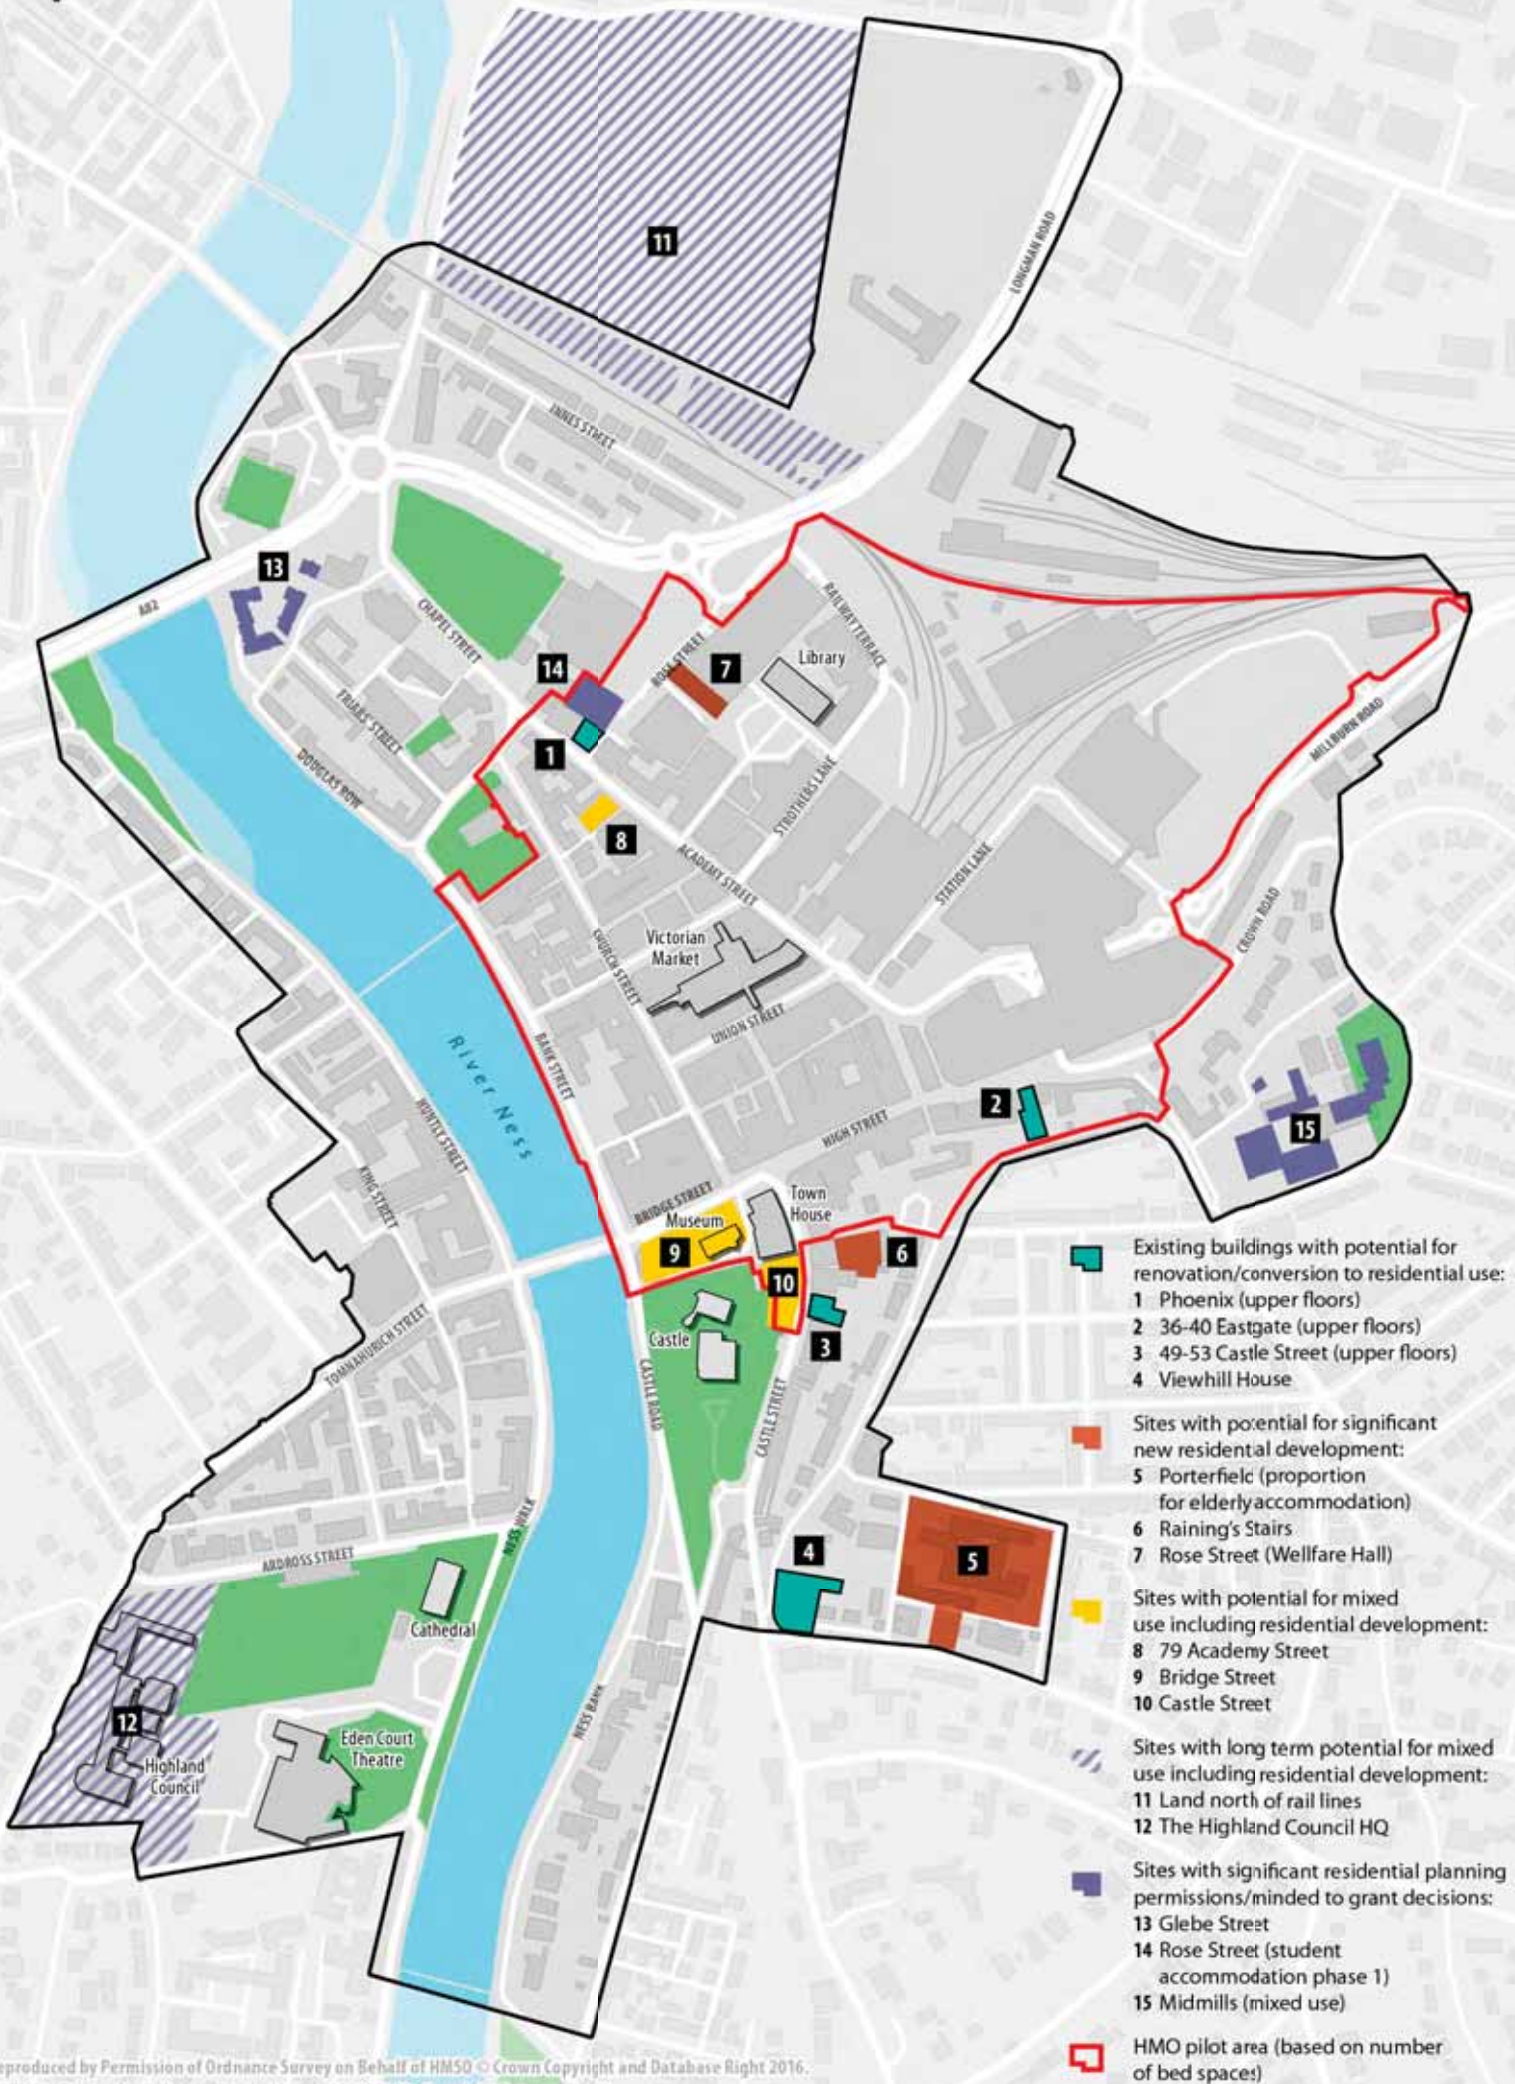 11
LONGMAN ROAD
INNES STREET
13
A82
CHAPEL STREET
RAILWAY TERRACE
14
ROSE STREET
7
Library
FRIARS' STREET
1
DOUGLAS ROW
MILLBURN ROAD
8
STROTHERS LANE
ACADEMY STREET
STATION LANE
CROWN ROAD
Victorian
Market
CHURCH STREET
UNION STREET
River Ness
BANK STREET
2
HIGH STREET
15
HUNTLY STREET
KING STREET
BRIDGE STREET
Town
House
Museum
9
6
10
Castle
3
TOMNAHURICH STREET
CASTLE ROAD
CASTLE STREET
NESS WALK
ARDROSS STREET
4
5
Cathedral
12
Highland
Council
Eden Court
Theatre
NESS BANK
Existing buildings with potential for
renovation/conversion to residential use:
1 Phoenix (upper floors)
2 36-40 Eastgate (upper floors)
3 49-53 Castle Street (upper floors)
4 Viewhill House
Sites with potential for significant
new residential development:
5 Porterfield (proportion
for elderly accommodation)
6 Raining's Stairs
7 Rose Street (Wellfare Hall)
Sites with potential for mixed
use including residential development:
8 79 Academy Street
9 Bridge Street
10 Castle Street
Sites with long term potential for mixed
use including residential development:
11 Land north of rail lines
12 The Highland Council HQ
Sites with significant residential planning
permissions/minded to grant decisions:
13 Glebe Street
14 Rose Street (student
accommodation phase 1)
15 Midmills (mixed use)
HMO pilot area (based on number
of bed spaces)
eproduced by Permission of Ordnance Survey on Behalf of HMSO © Crown Copyright and Database Right 2016.